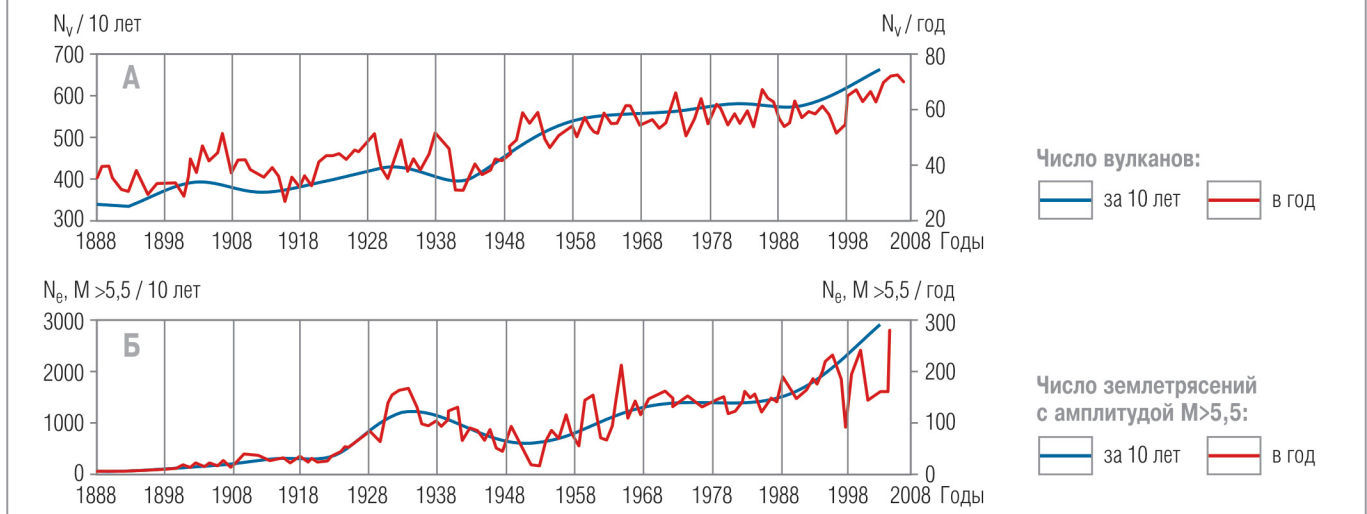 Nv / 10 лет
Nv / год
А
700
600
500
400
300
80
60
40
20
1888 1898 1908 1918 1928 1938 1948 1958 1968 1978 1988 1998 2008 Годы
Число вулканов:
за 10 лет
в год
Ne, M >5,5 / 10 лет
Ne, M >5,5 / год
Б
3000
2000
1000
0
300
200
100
0
1888 1898 1908 1918 1928 1938 1948 1958 1968 1978 1988 1998 2008 Годы
Число землетрясений
с амплитудой M>5,5:
за 10 лет
в год